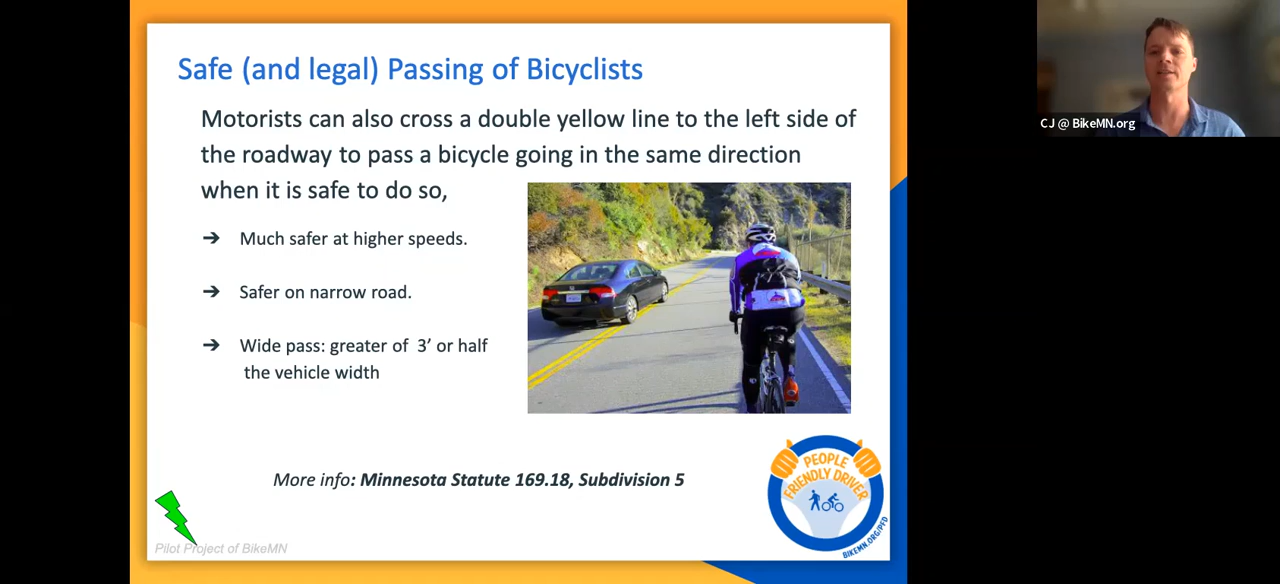 Safe (and legal) Passing of Bicyclists
Motorists can also cross a double yellow line to the left side of
the roadway to pass a bicycle going in the same direction
when it is safe to do so,
➔ Much safer at higher speeds.
➔ Safer on narrow road.
➔ Wide pass: greater of 3’ or half
the vehicle width
More info: Minnesota Statute 169.18, Subdivision 5
Pilot Project of BikeMN
PEOPLE
FRIENDLY DRIVER
BIKEMN.ORG/PFD
CJ @ BikeMN.org